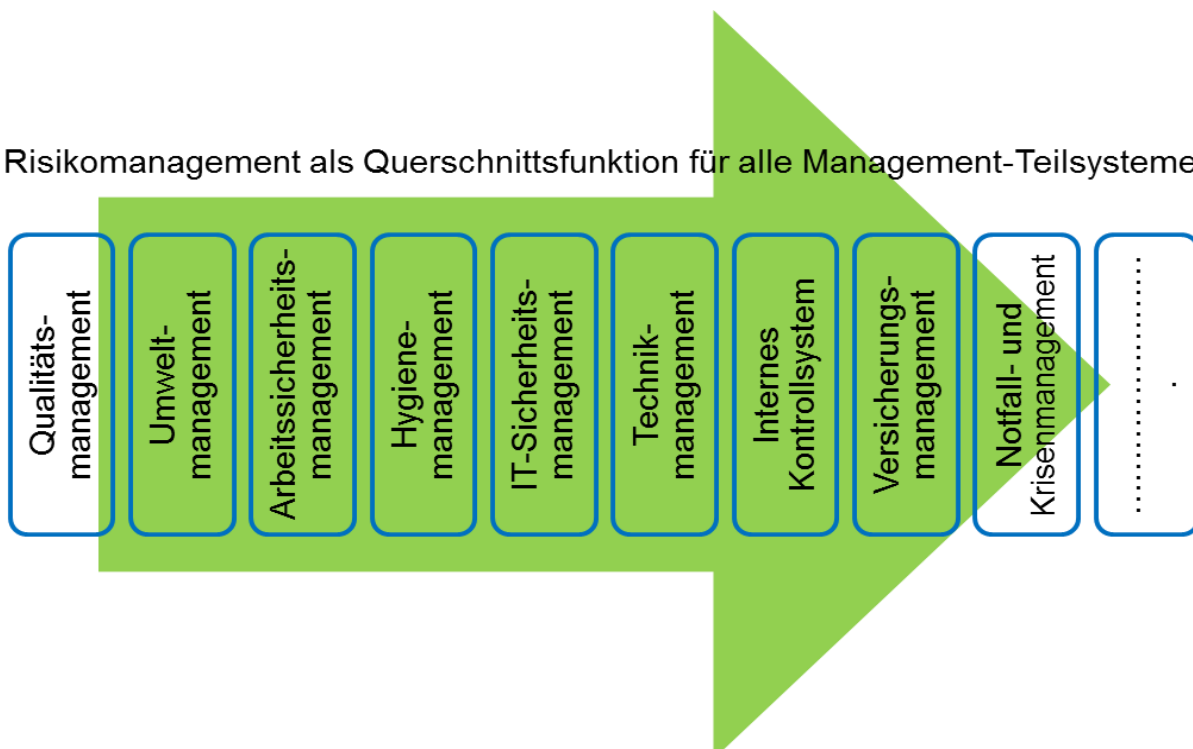 Risikomanagement als Querschnittsfunktion für alle Management-Teilsysteme
Qualitäts-
management
Umwelt-
management
Arbeitssicherheits-
management
Hygiene-
management
IT-Sicherheits-
management
Technik-
management
Internes
Kontrollsystem
Versicherungs-
management
Notfall- und
Krisenmanagement
......................
.